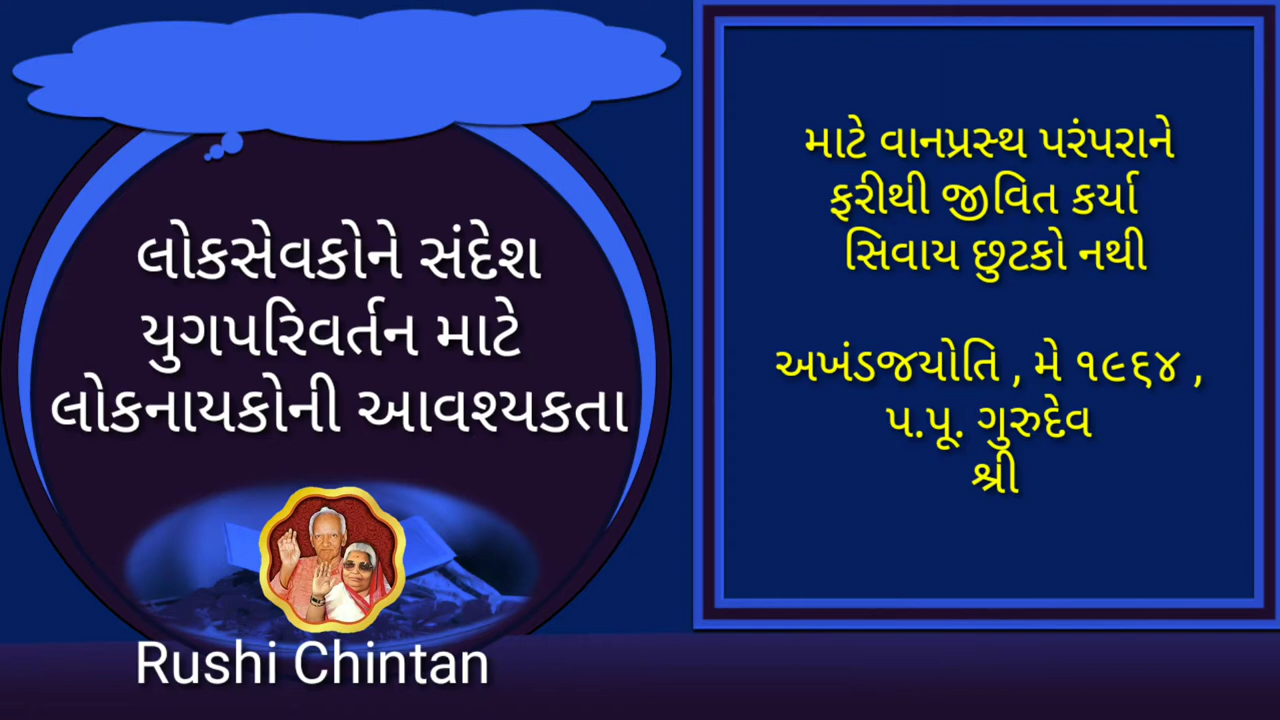 લોકસેવકોને સંદેશ
યુગપરિવર્તન માટે
લોકનાયકોની આવશ્યકતા
Rushi Chintan
માટે વાનપ્રસ્થ પરંપરાને
ફરીથી જીવિત કર્યા
સિવાય છુટકો નથી
અખંડજયોતિ , મે ૧૯૬૪ ,
પ.પૂ. ગુરુદેવ
શ્રી